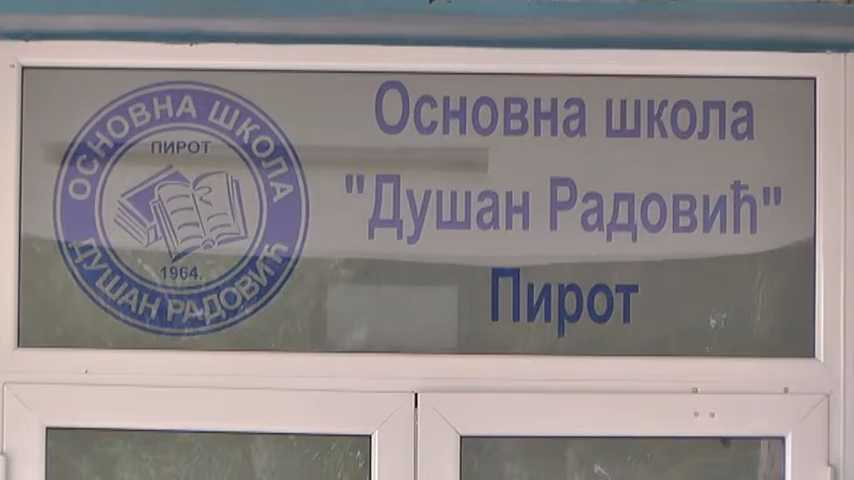 ОСНОВНА ШКОЛА
ПИРОТ
1964.
ДУШАН РАДОВИЋ
Основна школа
"Душан Радовић"
Пирот